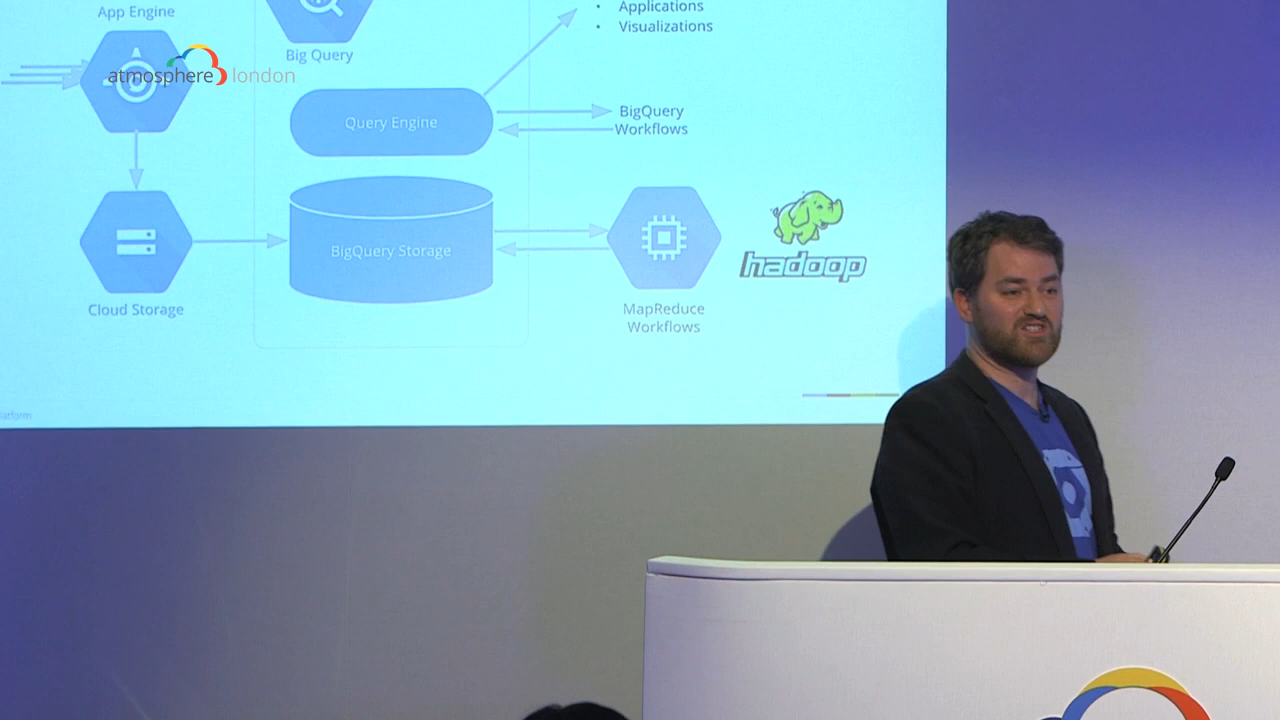 App Engine
Applications
Visualizations
Big Query
atmosphere london
Query Engine
BigQuery
Workflows
BigQuery Storage
hadoop
Cloud Storage
MapReduce
Workflows
latform